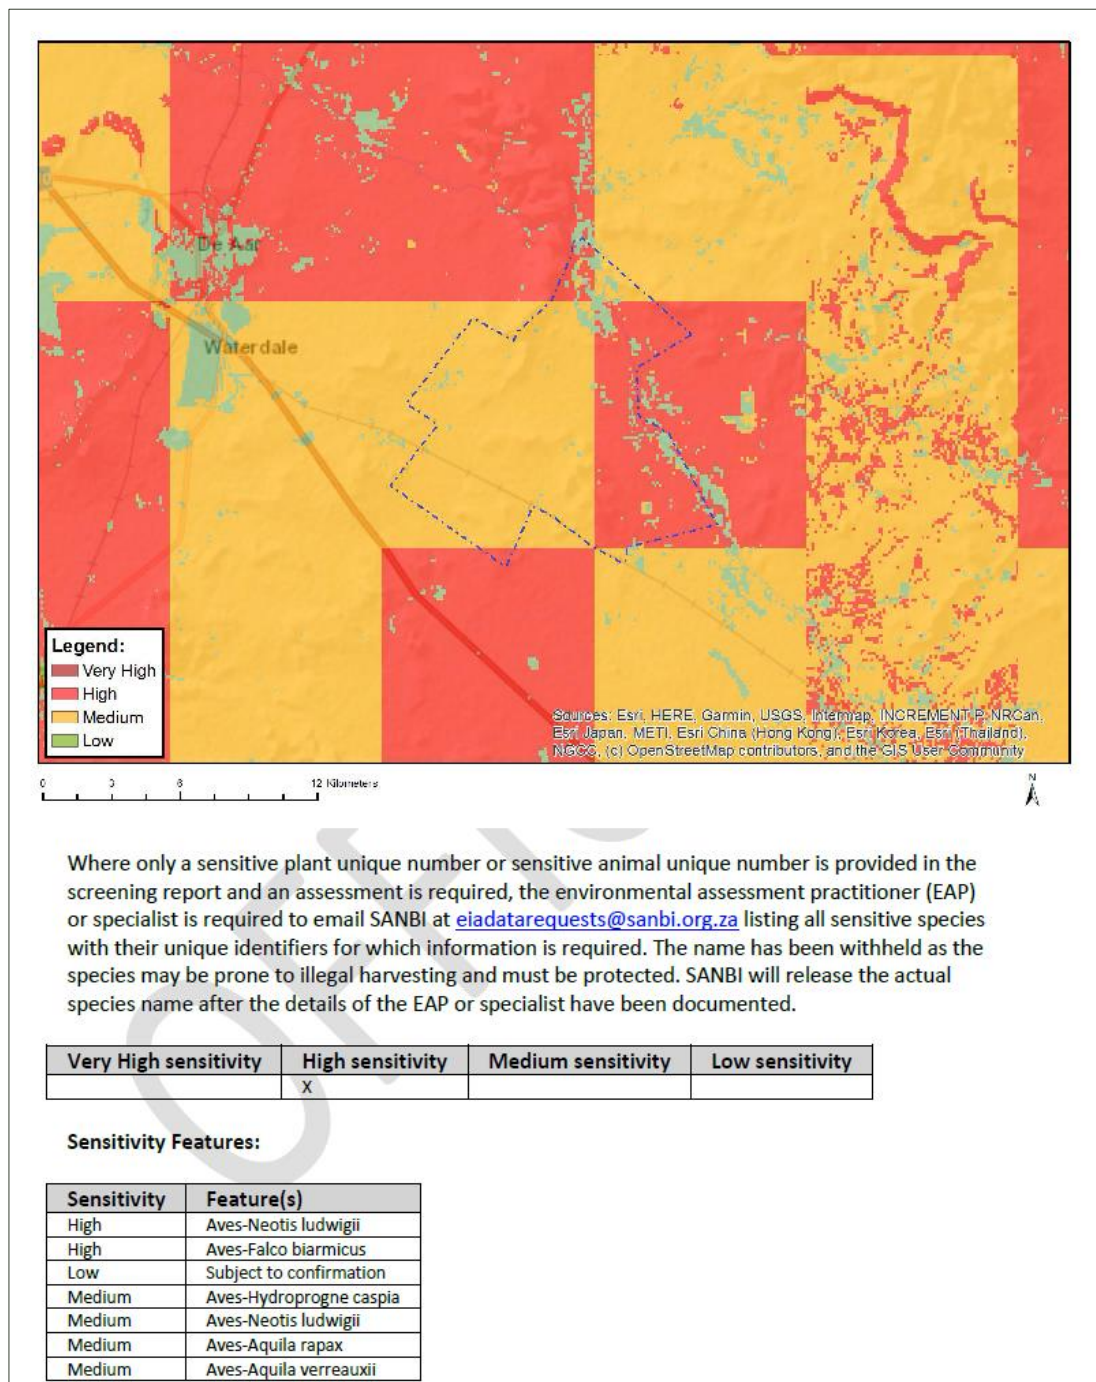 De Aar
Waterdale
Legend:
Very High
High
Medium
Low
Sources: Esri, HERE, Garmin, USGS, Intermap, INCREMENT P, NRCan,
Esri Japan, METI, Esri China (Hong Kong), Esri Korea, Esri (Thailand),
NGCC, (c) OpenStreetMap contributors, and the GIS User Community
0 3 6 12 Kilometers
N
Where only a sensitive plant unique number or sensitive animal unique number is provided in the
screening report and an assessment is required, the environmental assessment practitioner (EAP)
or specialist is required to email SANBI at eiadatarequests@sanbi.org.za listing all sensitive species
with their unique identifiers for which information is required. The name has been withheld as the
species may be prone to illegal harvesting and must be protected. SANBI will release the actual
species name after the details of the EAP or specialist have been documented.
Very High sensitivity High sensitivity Medium sensitivity Low sensitivity
X
Sensitivity Features:
Sensitivity Feature(s)
High Aves-Neotis ludwigii
High Aves-Falco biarmicus
Low Subject to confirmation
Medium Aves-Hydroprogne caspia
Medium Aves-Neotis ludwigii
Medium Aves-Aquila rapax
Medium Aves-Aquila verreauxii